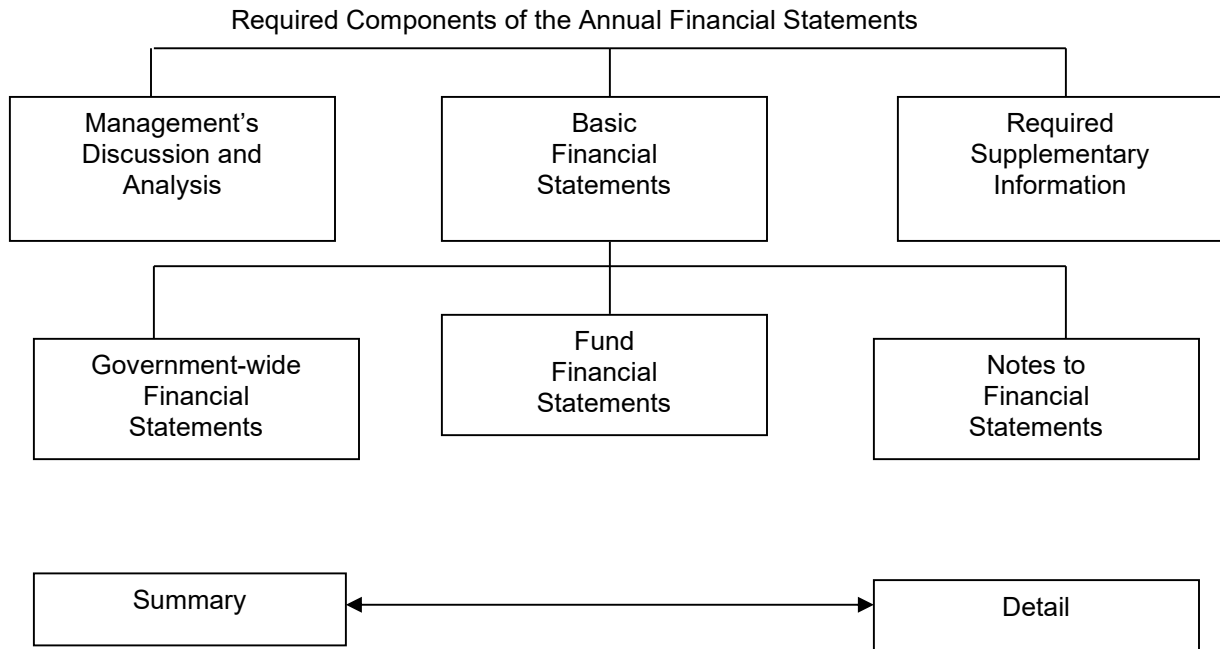 Required Components of the Annual Financial Statements
Management’s
Discussion and
Analysis
Basic
Financial
Statements
Required
Supplementary
Information
Government-wide
Financial
Statements
Fund
Financial
Statements
Notes to
Financial
Statements
Summary
Detail